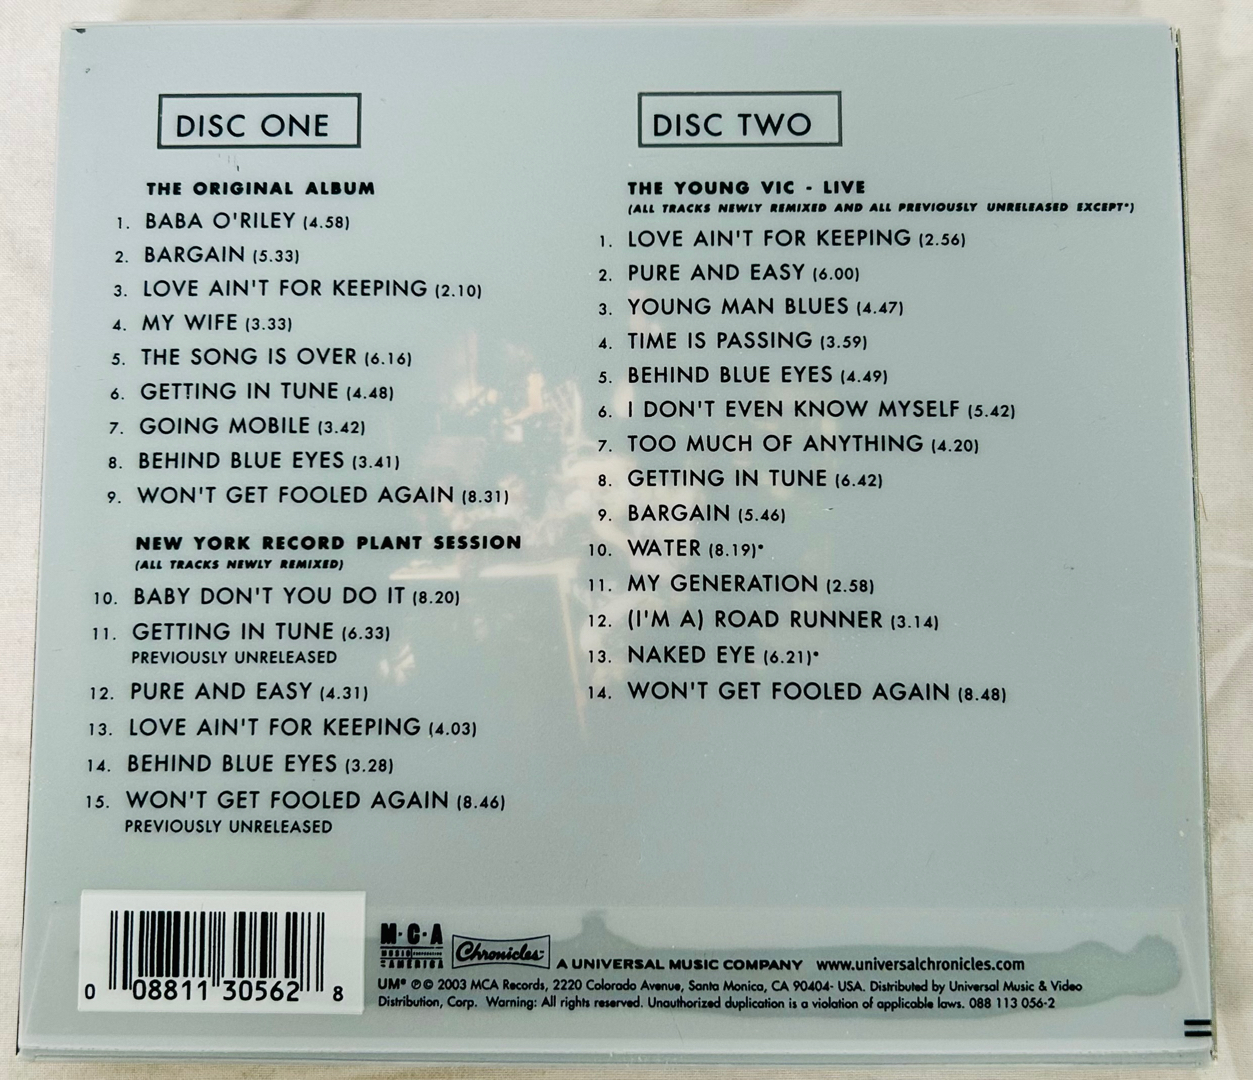 DISC ONE
THE ORIGINAL ALBUM
1. BABA O'RILEY (4.58)
2. BARGAIN (5.33)
3. LOVE AIN'T FOR KEEPING (2.10)
4. MY WIFE (3.33)
5. THE SONG IS OVER (6.16)
6. GETTING IN TUNE (4.48)
7. GOING MOBILE (3.42)
8. BEHIND BLUE EYES (3.41)
9. WON'T GET FOOLED AGAIN (8.31)
NEW YORK RECORD PLANT SESSION
(ALL TRACKS NEWLY REMIXED)
10. BABY DON'T YOU DO IT (8.20)
11. GETTING IN TUNE (6.33)
PREVIOUSLY UNRELEASED
12. PURE AND EASY (4.31)
13. LOVE AIN'T FOR KEEPING (4.03)
14. BEHIND BLUE EYES (3.28)
15. WON'T GET FOOLED AGAIN (8.46)
PREVIOUSLY UNRELEASED
DISC TWO
THE YOUNG VIC - LIVE
(ALL TRACKS NEWLY REMIXED AND ALL PREVIOUSLY UNRELEASED EXCEPT*)
1. LOVE AIN'T FOR KEEPING (2.56)
2. PURE AND EASY (6.00)
3. YOUNG MAN BLUES (4.47)
4. TIME IS PASSING (3.59)
5. BEHIND BLUE EYES (4.49)
6. I DON'T EVEN KNOW MYSELF (5.42)
7. TOO MUCH OF ANYTHING (4.20)
8. GETTING IN TUNE (6.42)
9. BARGAIN (5.46)
10. WATER (8.19)*
11. MY GENERATION (2.58)
12. (I'M A) ROAD RUNNER (3.14)
13. NAKED EYE (6.21)*
14. WON'T GET FOOLED AGAIN (8.48)
0 08811 30562 8
M·C·A
MUSIC CORPORATION
OF AMERICA
Chronicles
A UNIVERSAL MUSIC COMPANY www.universalchronicles.com
UM® ℗© 2003 MCA Records, 2220 Colorado Avenue, Santa Monica, CA 90404- USA. Distributed by Universal Music & Video
Distribution, Corp. Warning: All rights reserved. Unauthorized duplication is a violation of applicable laws. 088 113 056-2